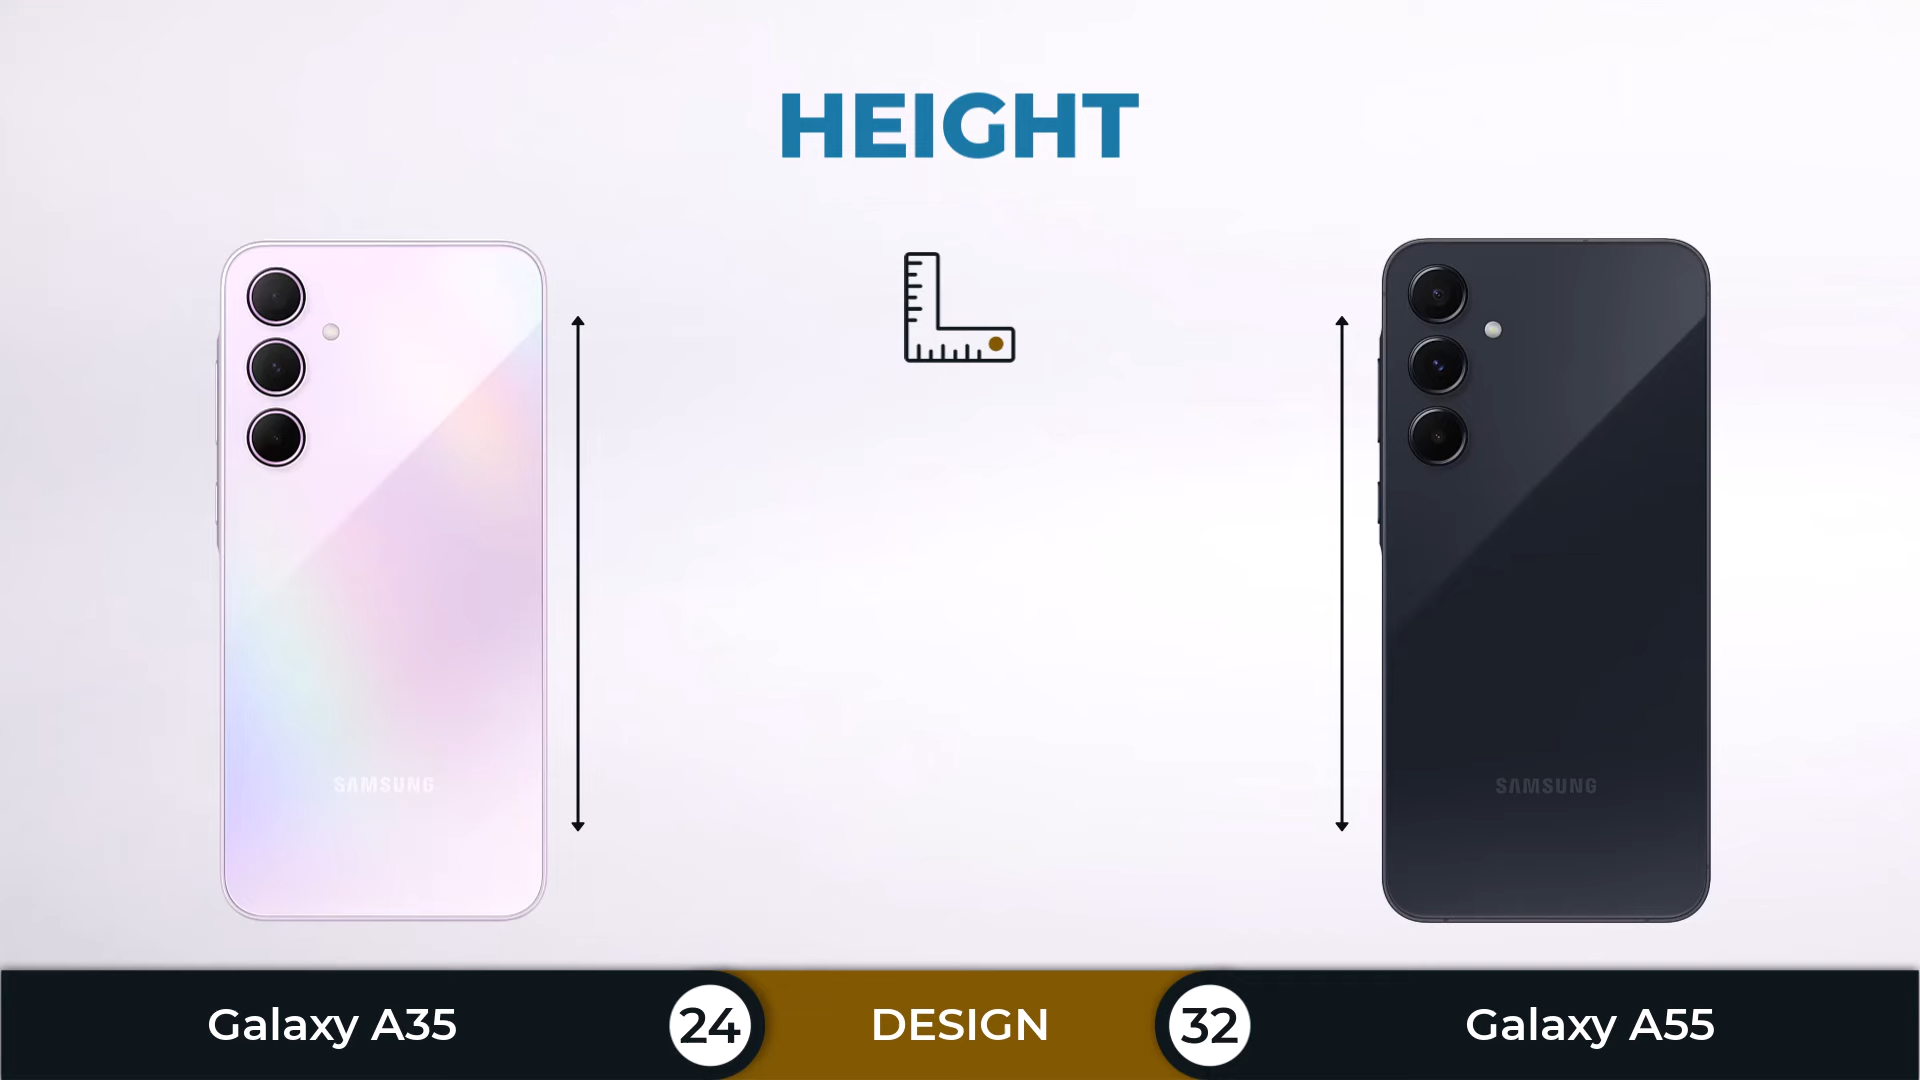 HEIGHT
SAMSUNG
SAMSUNG
Galaxy A35
24
DESIGN
32
Galaxy A55